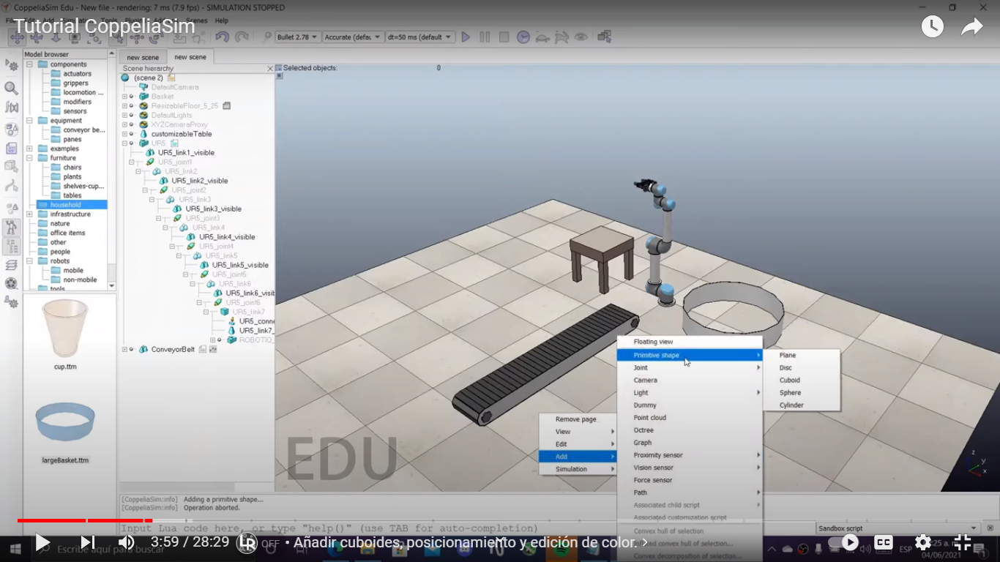 CoppeliaSim Edu - New file - rendering: 7 ms (7.9 fps) - SIMULATION STOPPED
Tutorial CoppeliaSim
Scenes Help
Bullet 2.78
Accurate (defau
dt=50 ms (default
Model browser
components
actuators
grippers
locomotion ...
modifiers
sensors
equipment
conveyor be...
panes
examples
furniture
chairs
plants
shelves-cup...
tables
household
infrastructure
nature
office items
other
people
robots
mobile
non-mobile
tools
cup.ttm
largeBasket.ttm
new scene
new scene
Scene hierarchy
(scene 2)
DefaultCamera
Basket
ResizableFloor_5_25
DefaultLights
XYZCameraProxy
customizableTable
UR5
UR5_link1_visible
UR5_joint1
UR5_link2
UR5_link2_visible
UR5_joint2
UR5_link3
UR5_link3_visible
UR5_joint3
UR5_link4
UR5_link4_visible
UR5_joint4
UR5_link5
UR5_link5_visible
UR5_joint5
UR5_link6
UR5_link6_visib
UR5_joint6
UR5_link7
UR5_conne
UR5_link7_
ROBOTIQ_
ConveyorBelt
Selected objects: 0
EDU
z
y
x
Remove page
View
Edit
Add
Simulation
Floating view
Primitive shape
Joint
Camera
Light
Dummy
Point cloud
Octree
Graph
Proximity sensor
Vision sensor
Force sensor
Path
Associated child script
Associated customization script
Convex hull of selection
Inflated convex hull of selection...
Convex decomposition of selection...
Plane
Disc
Cuboid
Sphere
Cylinder
[CoppeliaSim:info] Adding a primitive shape...
[CoppeliaSim:info] Operation aborted.
Input Lua code here, or type "help()" (use TAB for auto-completion)
Sandbox script
3:59 / 28:29
LR OFF
• Añadir cuboides, posicionamiento y edición de color. >
CC
Escribe aquí para buscar
ESP
04/06/2021